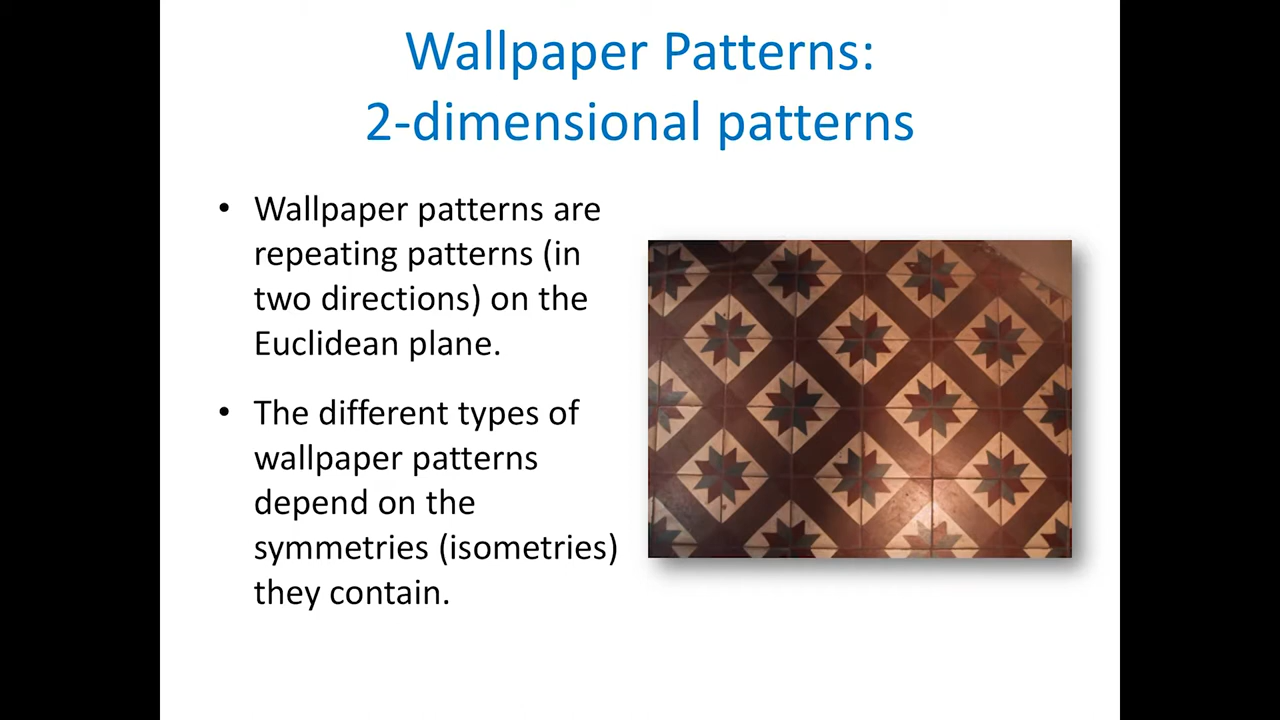 Wallpaper Patterns:
2-dimensional patterns
• Wallpaper patterns are
repeating patterns (in
two directions) on the
Euclidean plane.
• The different types of
wallpaper patterns
depend on the
symmetries (isometries)
they contain.